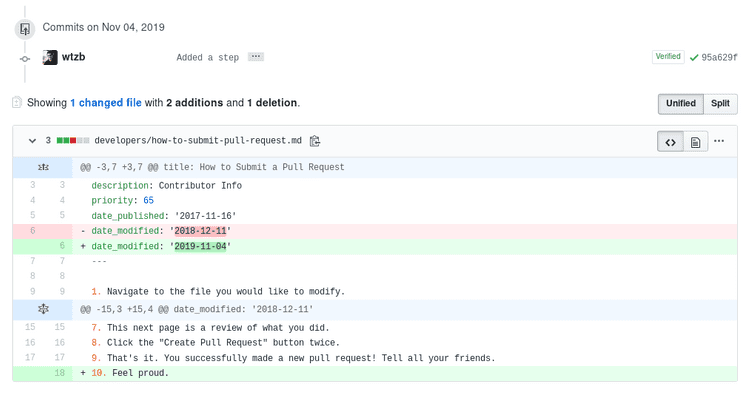 Commits on Nov 04, 2019
wtzb Added a step ··· Verified 95a629f
Showing 1 changed file with 2 additions and 1 deletion. Unified Split
3 developers/how-to-submit-pull-request.md ···
@@ -3,7 +3,7 @@ title: How to Submit a Pull Request
3 3 description: Contributor Info
4 4 priority: 65
5 5 date_published: '2017-11-16'
6 - date_modified: '2018-12-11'
6 + date_modified: '2019-11-04'
7 7 ---
8 8
9 9 1. Navigate to the file you would like to modify.
@@ -15,3 +15,4 @@ date_modified: '2018-12-11'
15 15 7. This next page is a review of what you did.
16 16 8. Click the "Create Pull Request" button twice.
17 17 9. That's it. You successfully made a new pull request! Tell all your friends.
18 + 10. Feel proud.